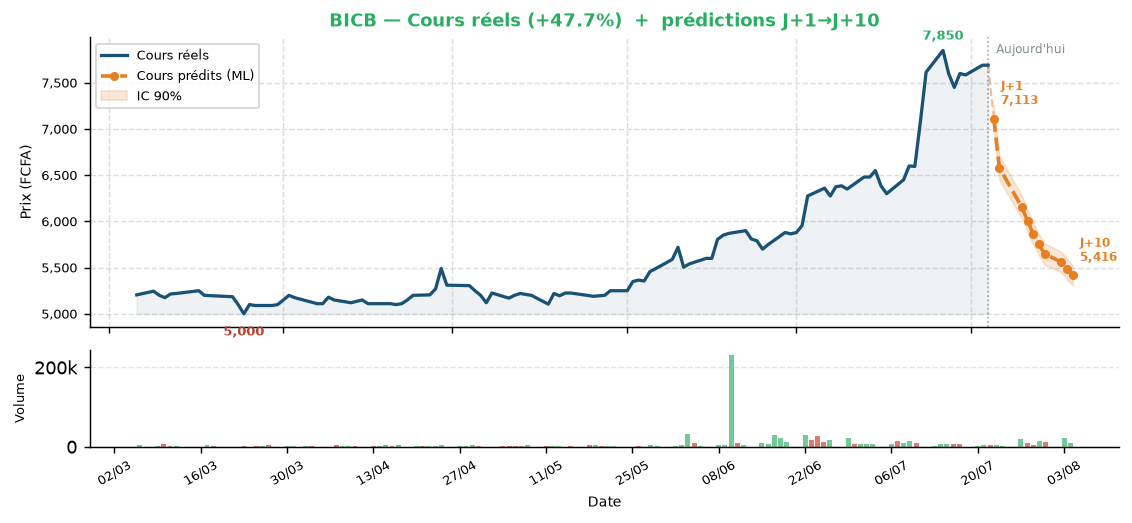 BICB — Cours réels (+47.7%)  +  prédictions J+1→J+10
7,850
Aujourd'hui
Cours réels
Cours prédits (ML)
IC 90%
J+1
7,113
J+10
5,416
5,000
Prix (FCFA)
7,500
7,000
6,500
6,000
5,500
5,000
Volume
200k
0
02/03
16/03
30/03
13/04
27/04
11/05
25/05
08/06
22/06
06/07
20/07
03/08
Date